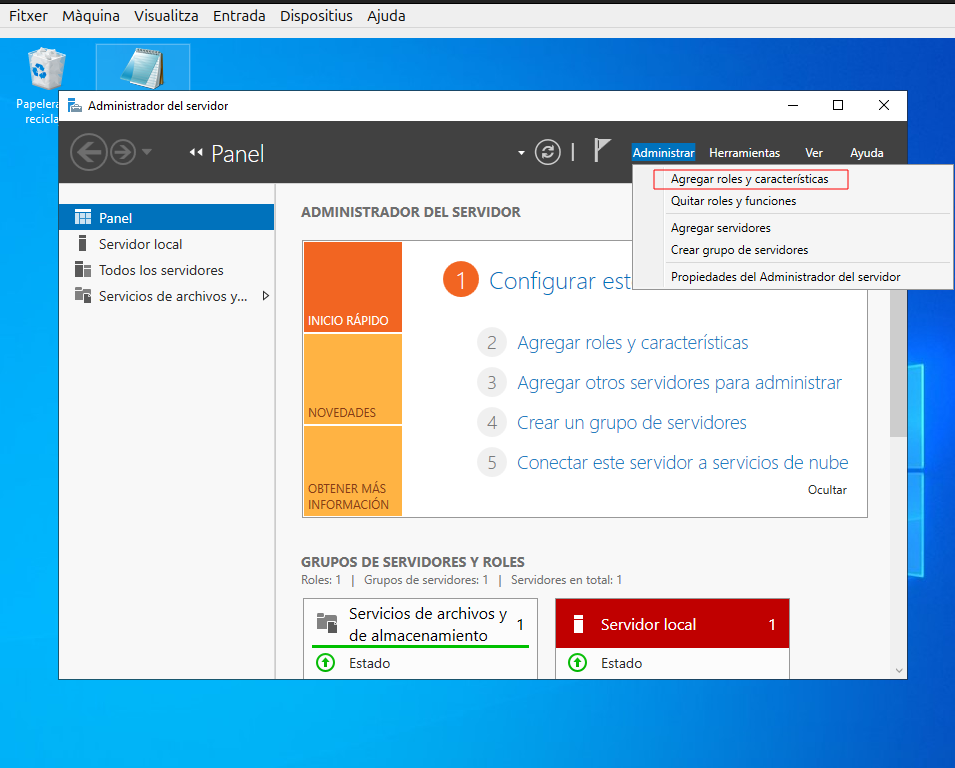 Fitxer Màquina Visualitza Entrada Dispositius Ajuda
Papelera
recicla
Administrador del servidor
Panel
Administrar Herramientas Ver Ayuda
Agregar roles y características
Quitar roles y funciones
Agregar servidores
Crear grupo de servidores
Propiedades del Administrador del servidor
Panel
Servidor local
Todos los servidores
Servicios de archivos y...
ADMINISTRADOR DEL SERVIDOR
INICIO RÁPIDO
NOVEDADES
OBTENER MÁS
INFORMACIÓN
1 Configurar est
2 Agregar roles y características
3 Agregar otros servidores para administrar
4 Crear un grupo de servidores
5 Conectar este servidor a servicios de nube
Ocultar
GRUPOS DE SERVIDORES Y ROLES
Roles: 1 | Grupos de servidores: 1 | Servidores en total: 1
Servicios de archivos y
de almacenamiento 1
Estado
Servidor local 1
Estado